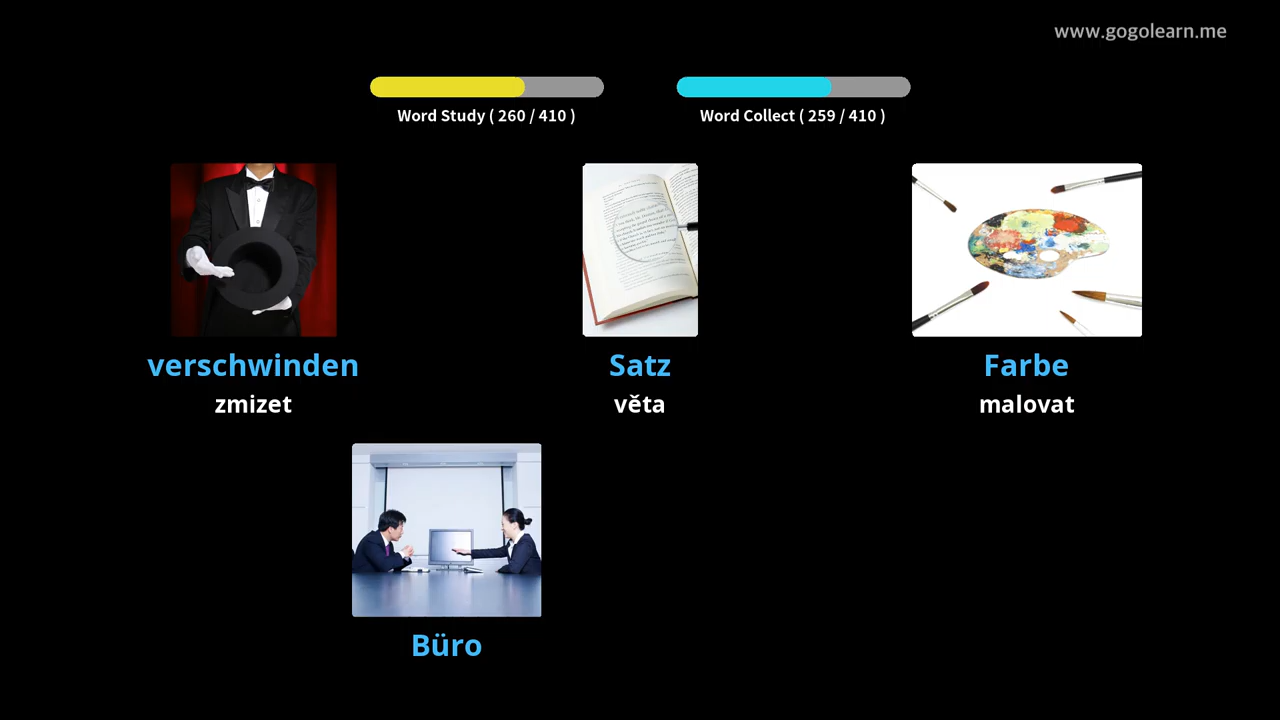 www.gogolearn.me
Word Study ( 260 / 410 )
Word Collect ( 259 / 410 )
verschwinden
zmizet
Satz
věta
Farbe
malovat
Büro